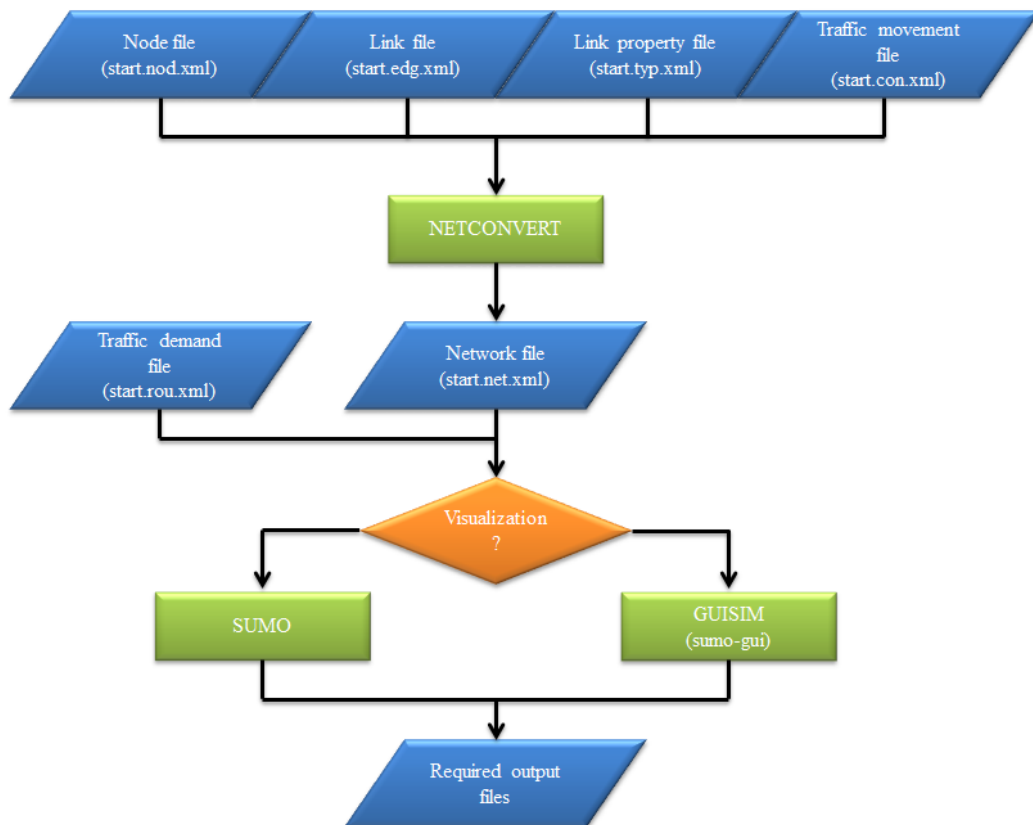 Node file
(start.nod.xml)
Link file
(start.edg.xml)
Link property file
(start.typ.xml)
Traffic movement
file
(start.con.xml)
NETCONVERT
Traffic demand
file
(start.rou.xml)
Network file
(start.net.xml)
Visualization
?
SUMO
GUISIM
(sumo-gui)
Required output
files